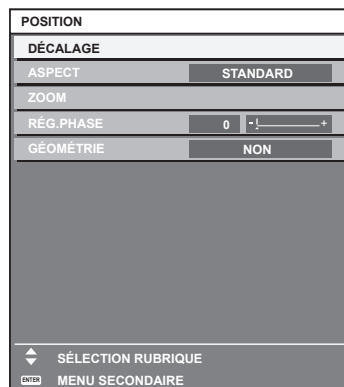 POSITION
DÉCALAGE
ASPECT STANDARD
ZOOM
RÉG.PHASE 0 - +
GÉOMÉTRIE NON
SÉLECTION RUBRIQUE
ENTER MENU SECONDAIRE